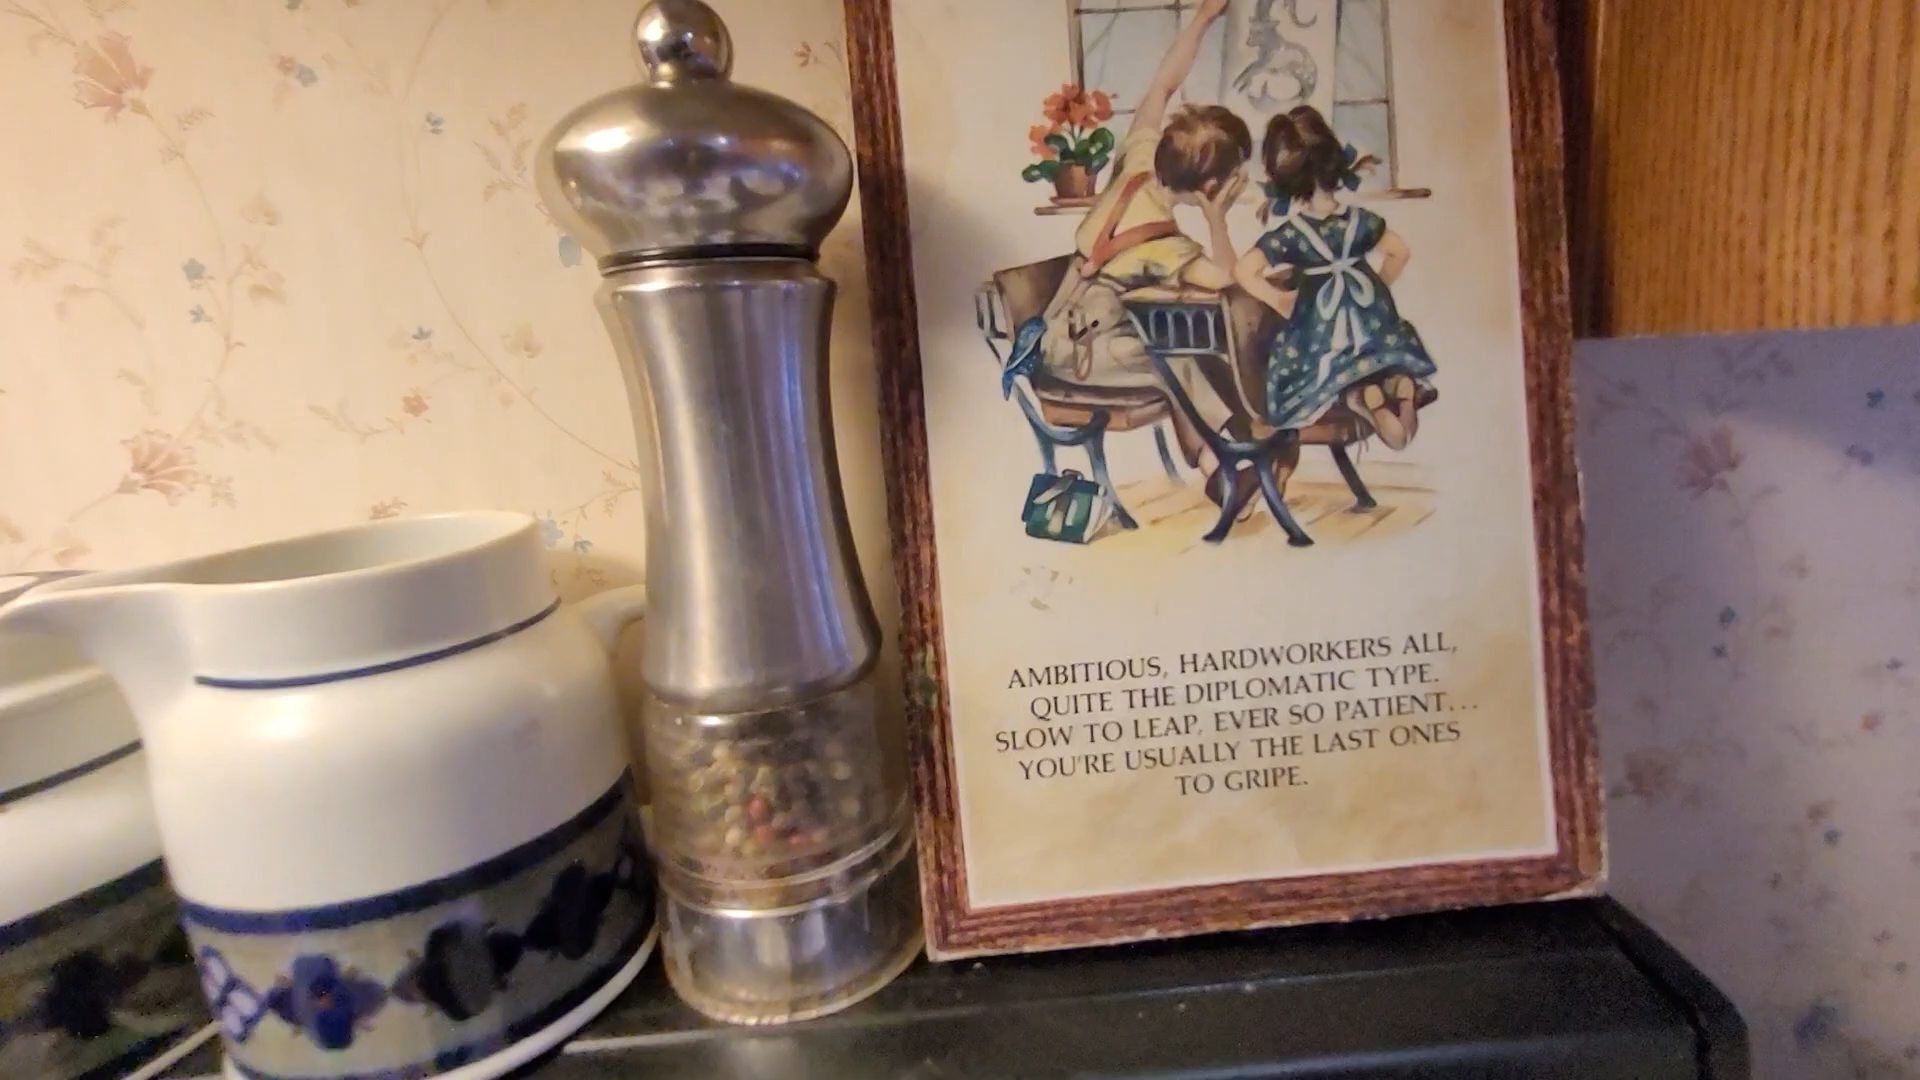 AMBITIOUS, HARDWORKERS ALL,
QUITE THE DIPLOMATIC TYPE.
SLOW TO LEAP, EVER SO PATIENT...
YOU'RE USUALLY THE LAST ONES
TO GRIPE.